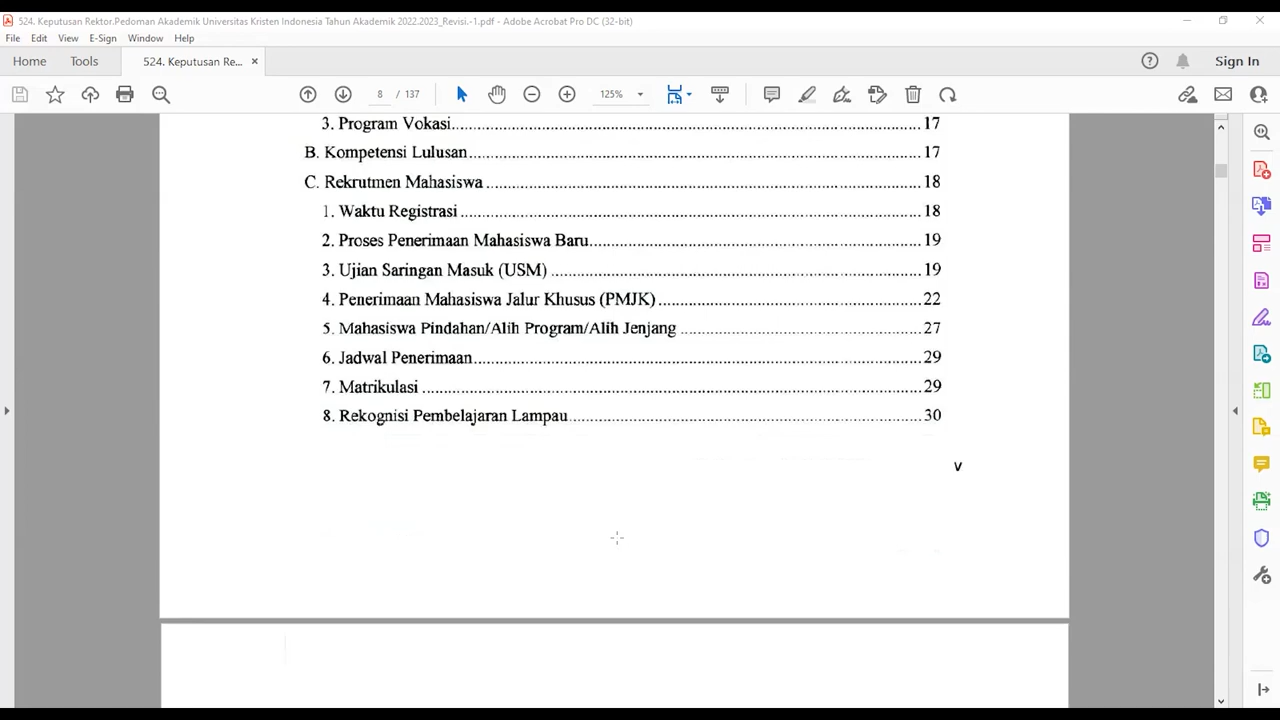 524. Keputusan Rektor.Pedoman Akademik Universitas Kristen Indonesia Tahun Akademik 2022.2023_Revisi.-1.pdf - Adobe Acrobat Pro DC (32-bit)
File Edit View E-Sign Window Help
Home Tools 524. Keputusan Re... × Sign In
8 / 137 125%
3. Program Vokasi.......................................................................................................17
B. Kompetensi Lulusan.......................................................................................................17
C. Rekrutmen Mahasiswa.......................................................................................................18
1. Waktu Registrasi.......................................................................................................18
2. Proses Penerimaan Mahasiswa Baru.......................................................................................................19
3. Ujian Saringan Masuk (USM).......................................................................................................19
4. Penerimaan Mahasiswa Jalur Khusus (PMJK).......................................................................................................22
5. Mahasiswa Pindahan/Alih Program/Alih Jenjang.......................................................................................................27
6. Jadwal Penerimaan.......................................................................................................29
7. Matrikulasi.......................................................................................................29
8. Rekognisi Pembelajaran Lampau.......................................................................................................30
v